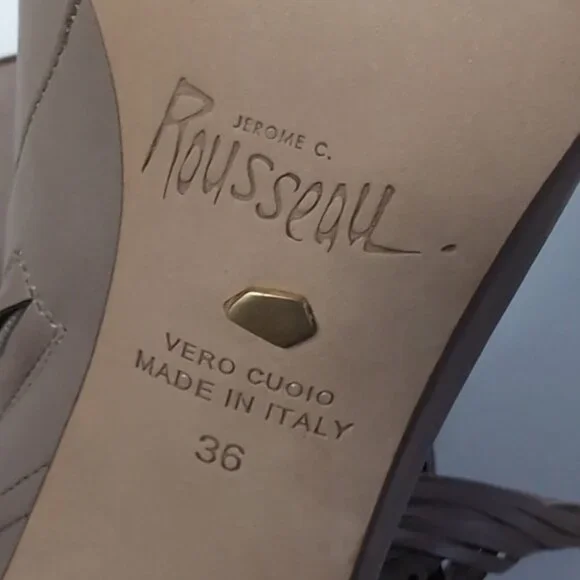 JEROME C.
Rousseau.
VERO CUOIO
MADE IN ITALY
36